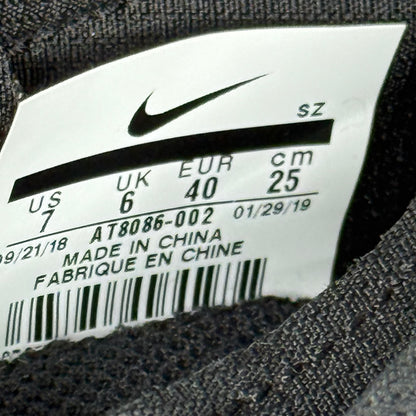 SZ
US UK EUR cm
7 6 40 25
09/21/18 AT8086-002 01/29/19
MADE IN CHINA
FABRIQUE EN CHINE